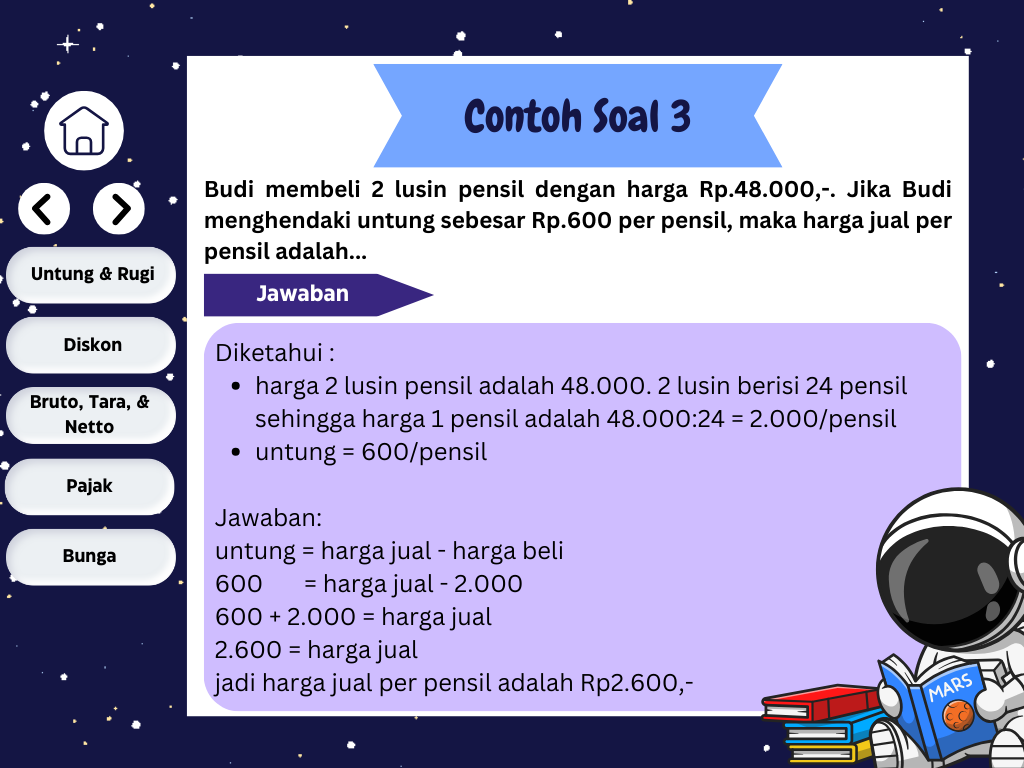 Contoh Soal 3
Budi membeli 2 lusin pensil dengan harga Rp.48.000,-. Jika Budi
menghendaki untung sebesar Rp.600 per pensil, maka harga jual per
pensil adalah...
Untung & Rugi
Diskon
Bruto, Tara, &
Netto
Pajak
Bunga
Jawaban
Diketahui :
• harga 2 lusin pensil adalah 48.000. 2 lusin berisi 24 pensil
sehingga harga 1 pensil adalah 48.000:24 = 2.000/pensil
• untung = 600/pensil
Jawaban:
untung = harga jual - harga beli
600 = harga jual - 2.000
600 + 2.000 = harga jual
2.600 = harga jual
jadi harga jual per pensil adalah Rp2.600,-
MARS